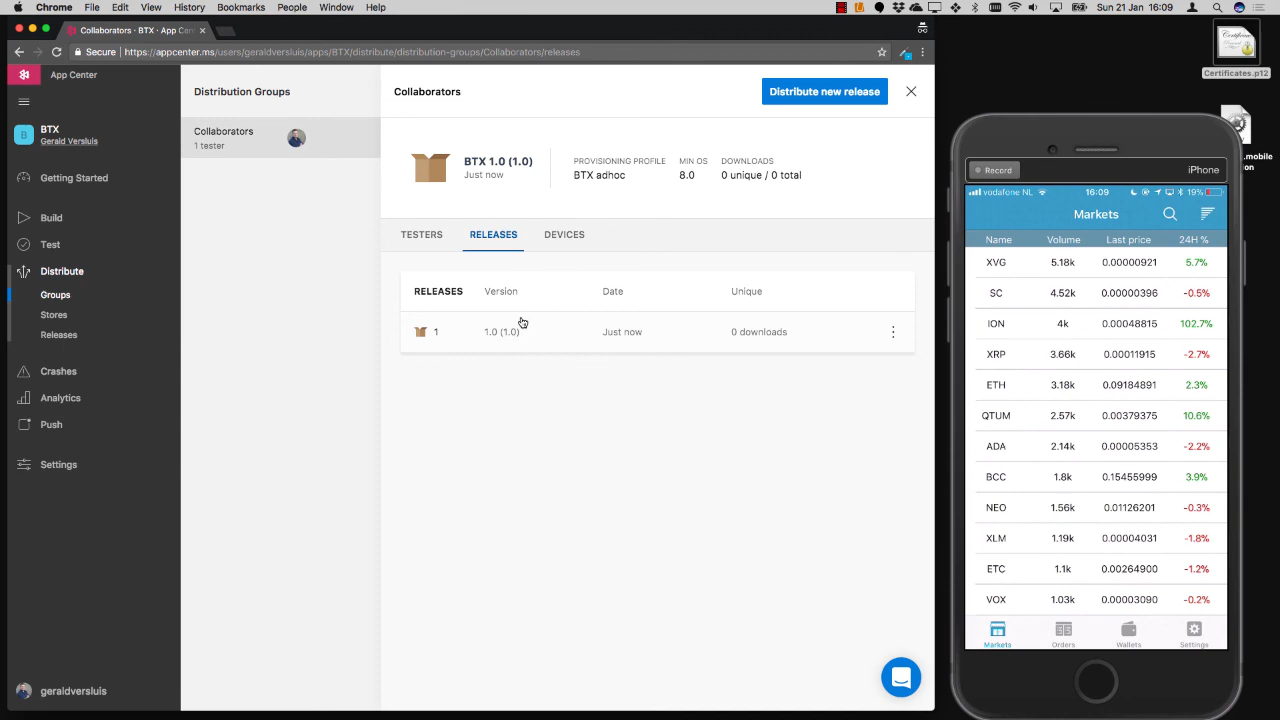 Chrome File Edit View History Bookmarks People Window Help
Sun 21 Jan 16:09
Collaborators · BTX · App Cen
Secure https://appcenter.ms/users/geraldversluis/apps/BTX/distribute/distribution-groups/Collaborators/releases
App Center
BTX
Gerald Versluis
Getting Started
Build
Test
Distribute
Groups
Stores
Releases
Crashes
Analytics
Push
Settings
geraldversluis
Distribution Groups
Collaborators
1 tester
Collaborators
Distribute new release
BTX 1.0 (1.0)
Just now
PROVISIONING PROFILE MIN OS DOWNLOADS
BTX adhoc 8.0 0 unique / 0 total
TESTERS RELEASES DEVICES
RELEASES Version Date Unique
1 1.0 (1.0) Just now 0 downloads
Certificates.p12
.mobile
ion
Record iPhone
vodafone NL 16:09 19%
Markets
Name Volume Last price 24H %
XVG 5.18k 0.00000921 5.7%
SC 4.52k 0.00000396 -0.5%
ION 4k 0.00048815 102.7%
XRP 3.66k 0.00011915 -2.7%
ETH 3.18k 0.09184891 2.3%
QTUM 2.57k 0.00379375 10.6%
ADA 2.14k 0.00005353 -2.2%
BCC 1.8k 0.15455999 3.9%
NEO 1.56k 0.01126201 -0.3%
XLM 1.19k 0.00004031 -1.8%
ETC 1.1k 0.00264900 -1.2%
VOX 1.03k 0.00003090 -0.2%
Markets Orders Wallets Settings